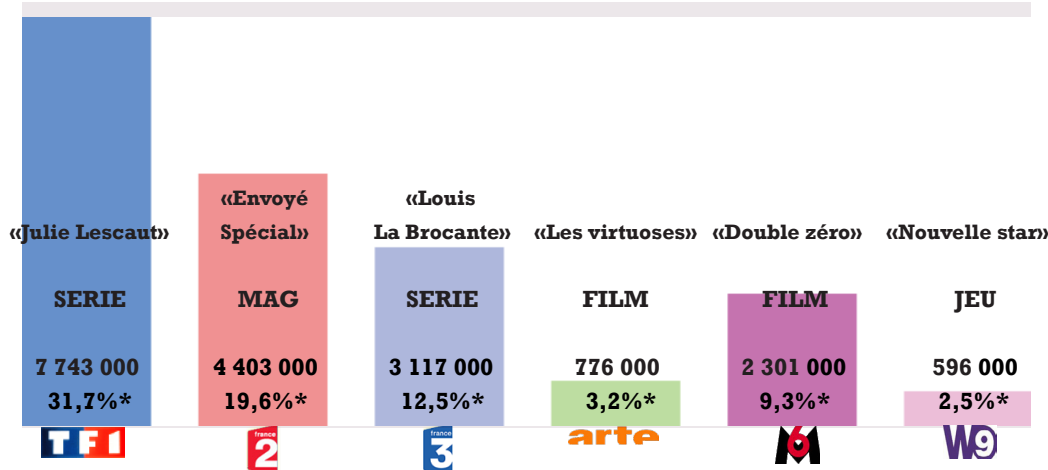 «Envoyé
«Louis
«Julie Lescaut»
Spécial»
La Brocante»
«Les virtuoses»
«Double zéro»
«Nouvelle star»
SERIE
MAG
SERIE
FILM
FILM
JEU
7 743 000
4 403 000
3 117 000
776 000
2 301 000
596 000
31,7%*
19,6%*
12,5%*
3,2%*
9,3%*
2,5%*
TF1
france
2
france
3
arte
M6
W9